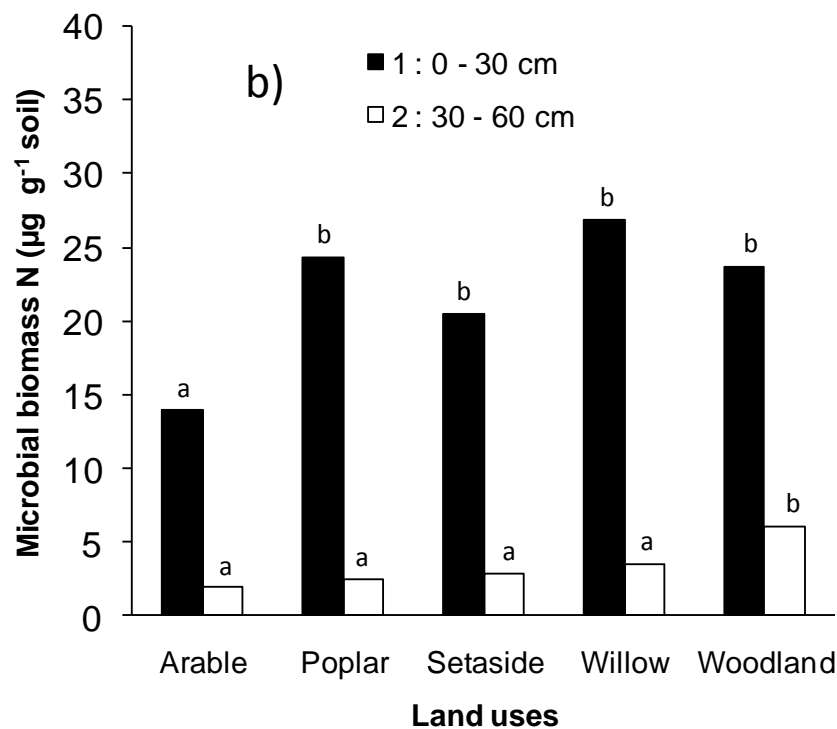 b)
1 : 0 - 30 cm
2 : 30 - 60 cm
Microbial biomass N (µg g⁻¹ soil)
40
35
30
25
20
15
10
5
0
a
a
b
a
b
a
b
a
b
b
Arable Poplar Setaside Willow Woodland
Land uses